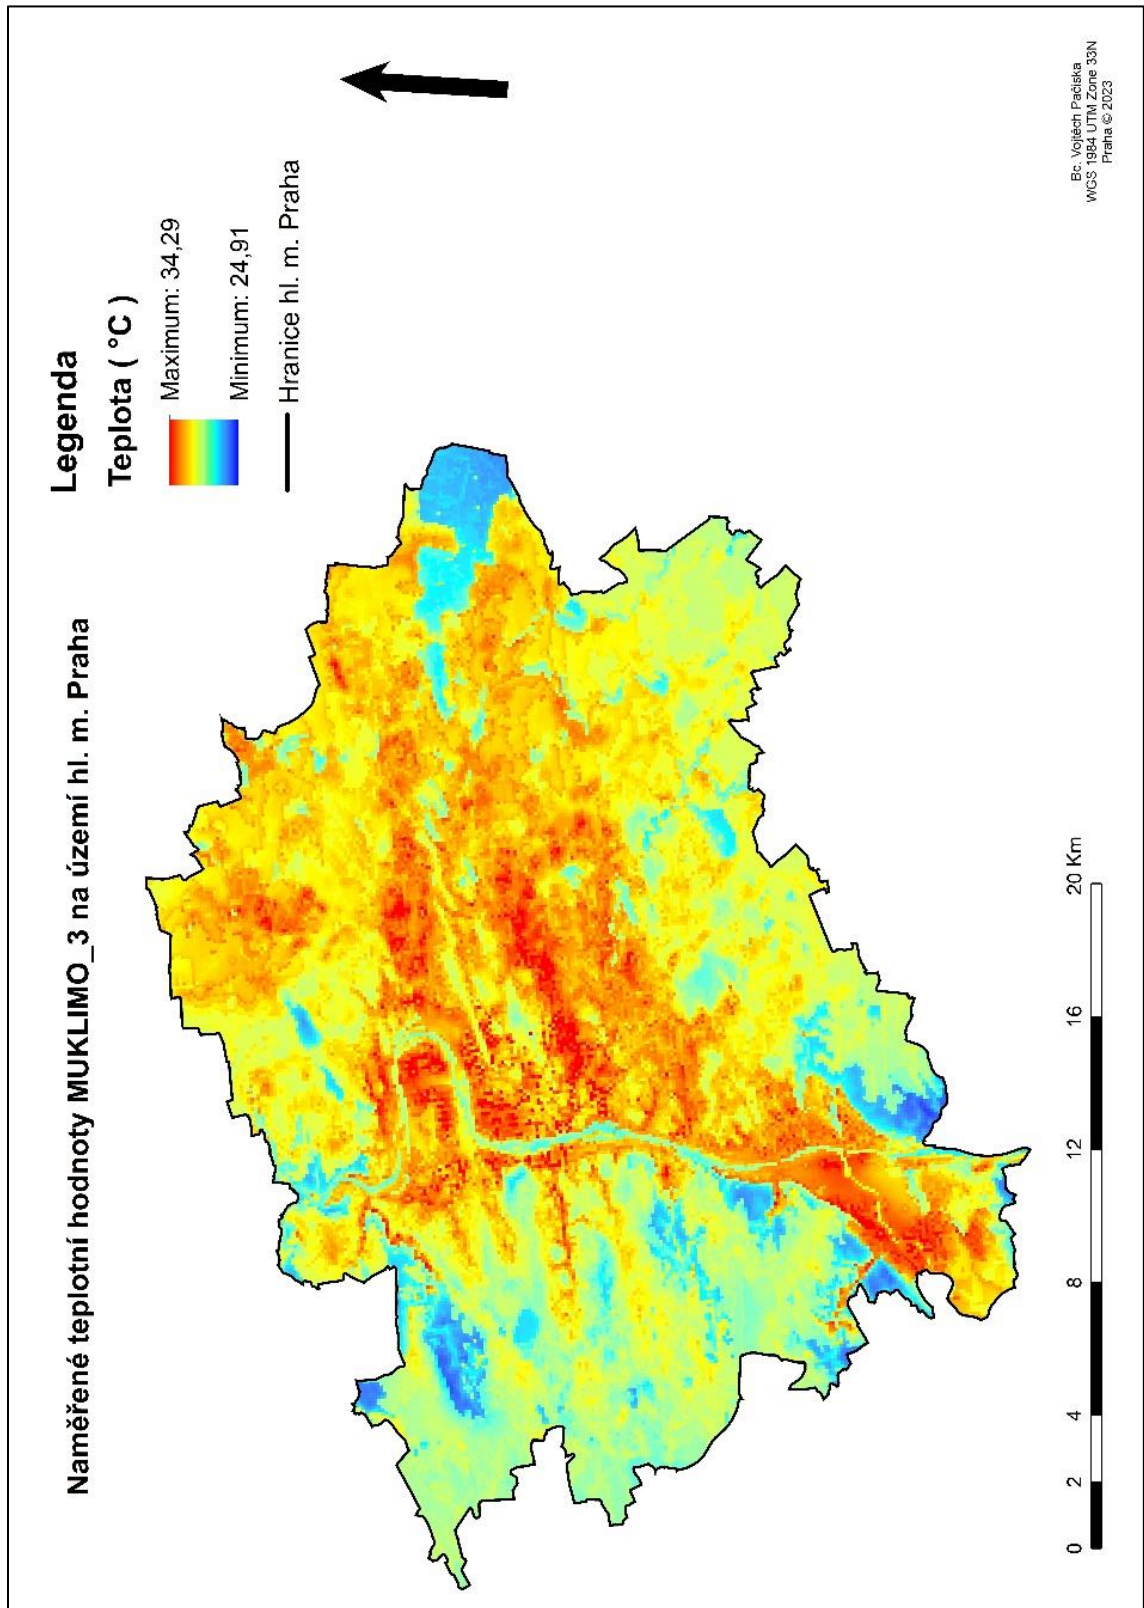 Naměřené teplotní hodnoty MUKLIMO_3 na území hl. m. Praha
Legenda
Teplota ( °C )
Maximum: 34,29
Minimum: 24,91
Hranice hl. m. Praha
0 2 4 8 12 16 20 Km
Bc. Vojtěch Pačiska
WGS 1984 UTM Zone 33N
Praha © 2023